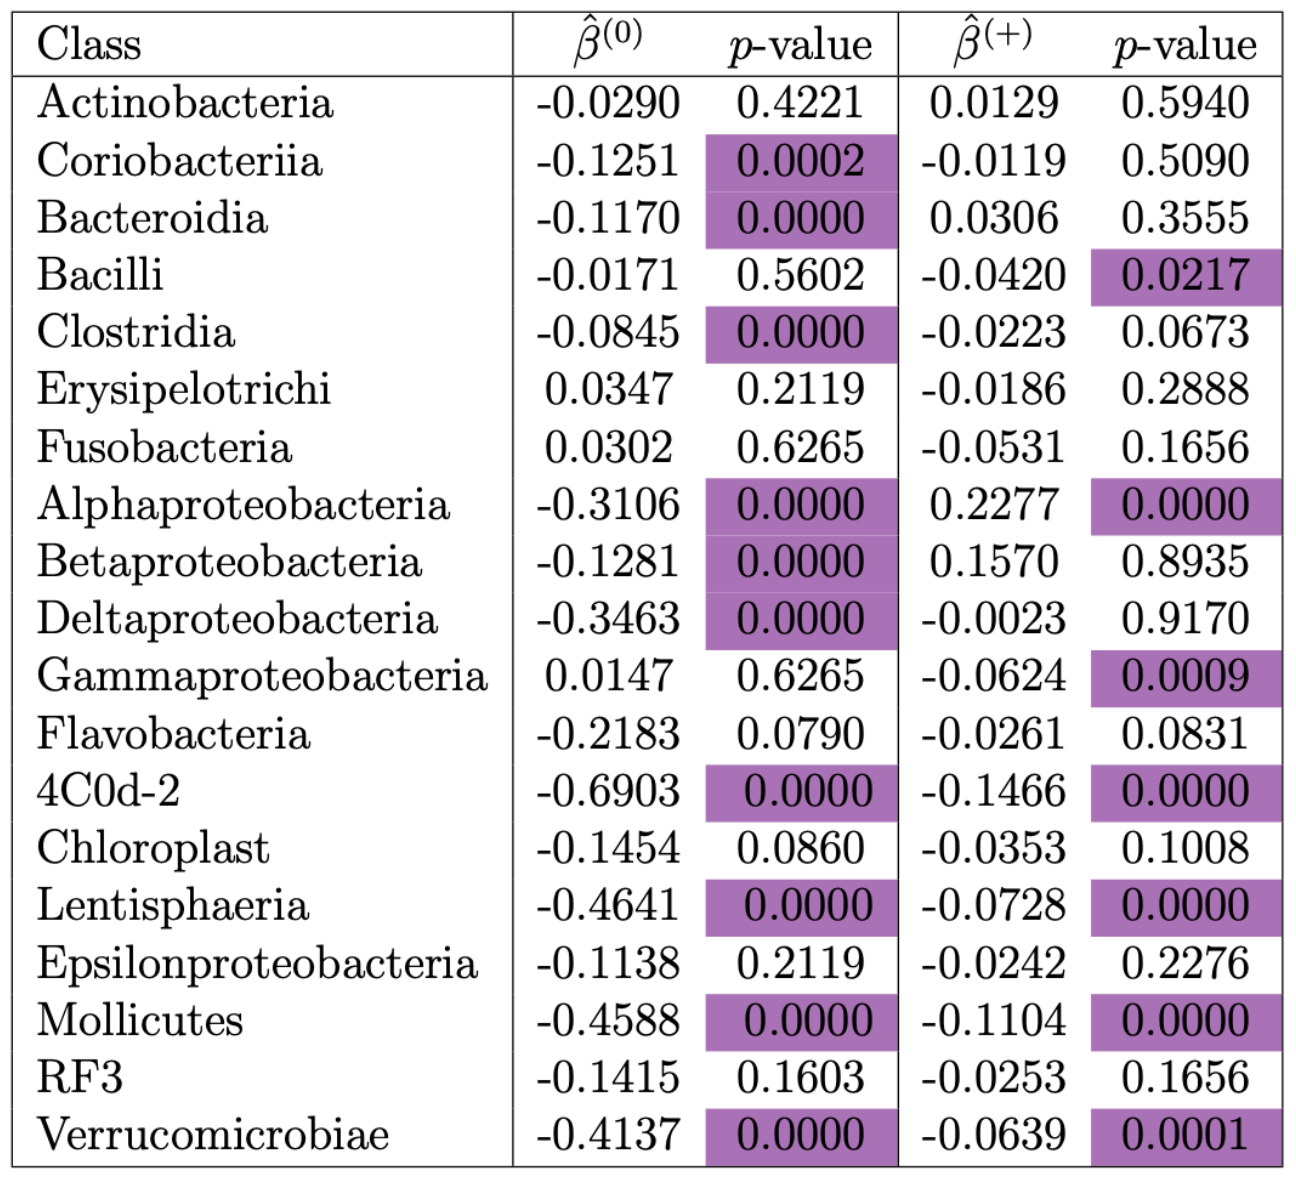 Class β̂(0) p-value β̂(+) p-value
Actinobacteria -0.0290 0.4221 0.0129 0.5940
Coriobacteriia -0.1251 0.0002 -0.0119 0.5090
Bacteroidia -0.1170 0.0000 0.0306 0.3555
Bacilli -0.0171 0.5602 -0.0420 0.0217
Clostridia -0.0845 0.0000 -0.0223 0.0673
Erysipelotrichi 0.0347 0.2119 -0.0186 0.2888
Fusobacteria 0.0302 0.6265 -0.0531 0.1656
Alphaproteobacteria -0.3106 0.0000 0.2277 0.0000
Betaproteobacteria -0.1281 0.0000 0.1570 0.8935
Deltaproteobacteria -0.3463 0.0000 -0.0023 0.9170
Gammaproteobacteria 0.0147 0.6265 -0.0624 0.0009
Flavobacteria -0.2183 0.0790 -0.0261 0.0831
4C0d-2 -0.6903 0.0000 -0.1466 0.0000
Chloroplast -0.1454 0.0860 -0.0353 0.1008
Lentisphaeria -0.4641 0.0000 -0.0728 0.0000
Epsilonproteobacteria -0.1138 0.2119 -0.0242 0.2276
Mollicutes -0.4588 0.0000 -0.1104 0.0000
RF3 -0.1415 0.1603 -0.0253 0.1656
Verrucomicrobiae -0.4137 0.0000 -0.0639 0.0001